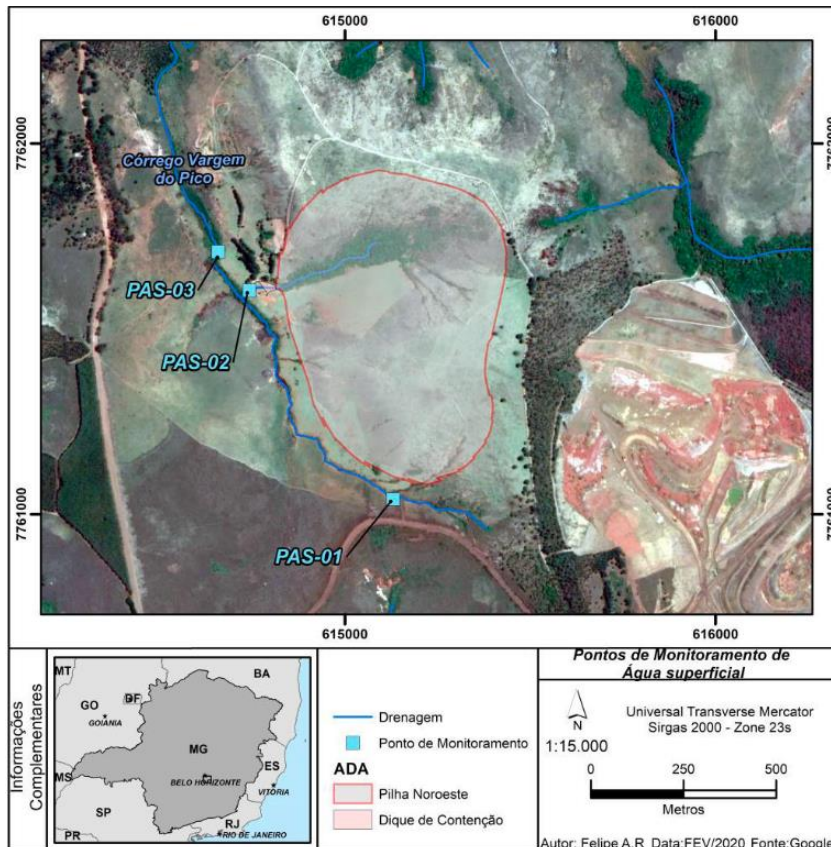 615000
616000
7762000
7762000
Córrego Vargem
do Pico
PAS-03
PAS-02
7761000
7761000
PAS-01
615000
616000
Informações
Complementares
MT
BA
GO
DF
GOIÂNIA
MG
MS
ES
BELO HORIZONTE
VITÓRIA
SP
RJ
PR
RIO DE JANEIRO
Drenagem
Ponto de Monitoramento
ADA
Pilha Noroeste
Dique de Contenção
Pontos de Monitoramento de
Água superficial
N
1:15.000
Universal Transverse Mercator
Sirgas 2000 - Zone 23s
0 250 500
Metros
Autor: Felipe A.R Data:FEV/2020 Fonte:Google